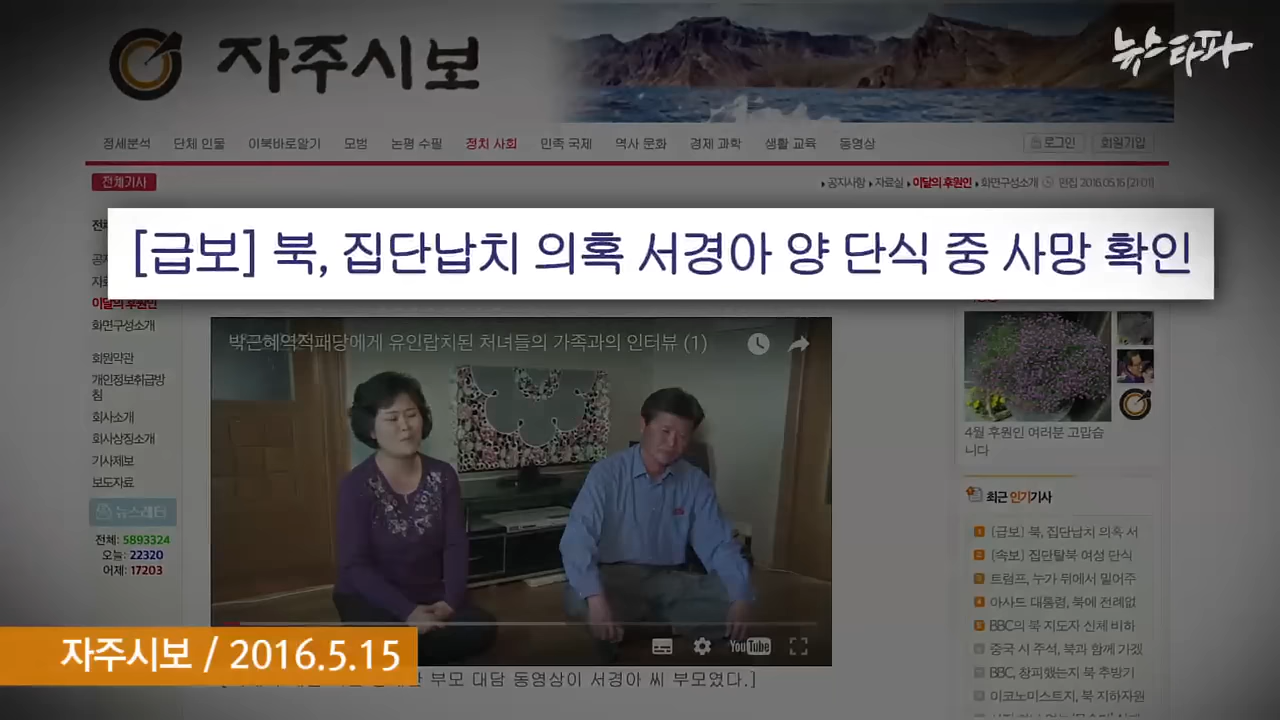 자주시보
뉴스타파
정세분석 단체 인물 이북바로알기 모범 논평 수필 정치 사회 민족 국제 역사 문화 경제 과학 생활 교육 동영상
로그인 회원가입
전체기사
공지사항 자료실 이달의 후원인 화면구성소개 편집 2016.05.15 [21:01]
[급보] 북, 집단납치 의혹 서경아 양 단식 중 사망 확인
이달의 후원인
화면구성소개
회원약관
개인정보취급방
침
회사소개
회사상징소개
기사제보
보도자료
뉴스레터
전체: 5893324
오늘: 22320
어제: 17203
박근혜역적패당에게 유인랍치된 처녀들의 가족과의 인터뷰 (1)
YouTube
부모 대담 동영상이 서경아 씨 부모였다.]
4월 후원인 여러분 고맙습
니다
최근 인기기사
1 [급보] 북, 집단납치 의혹 서
2 [속보] 집단탈북 여성 단식
3 트럼프, 누가 뒤에서 밀어주
4 아사드 대통령, 북에 전례없
5 BBC의 북 지도자 신체 비하
중국 시 주석, 북과 함께 가겠
BBC, 창피했는지 북 추방기
이코노미스트지, 북 지하자원
자주시보 / 2016.5.15